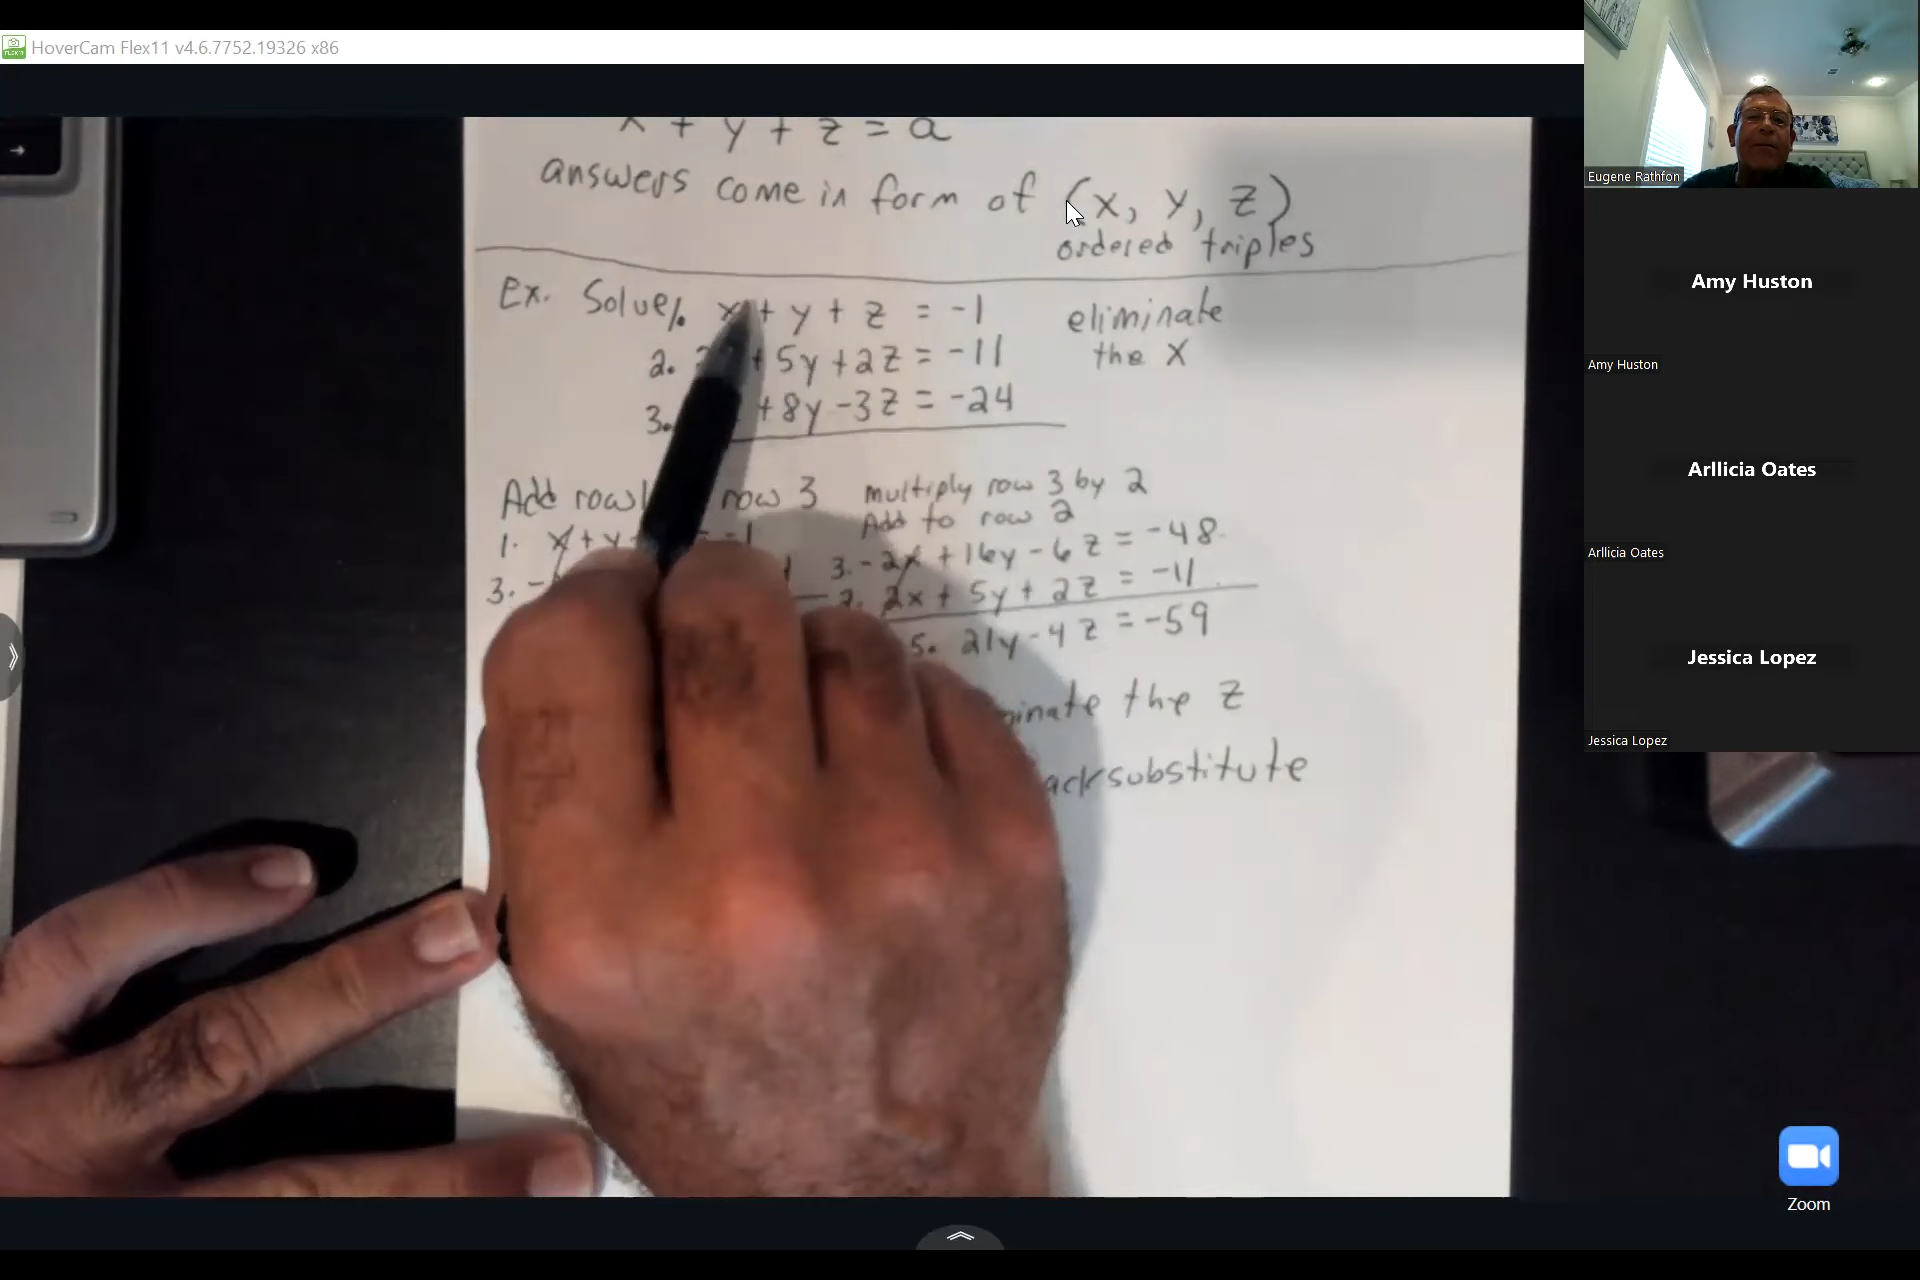 HoverCam Flex11 v4.6.7752.19326 x86
x + y + z = a
answers come in form of (x, y, z)
ordered triples
Ex. Solve: x + y + z = -1
eliminate
the X
2. + 5y + 2z = -11
3. + 8y - 3z = -24
Add row 1 row 3
1. x + y + -1
3. -
multiply row 3 by 2
Add to row 2
3. -2x + 16y - 6z = -48
2. 2x + 5y + 2z = -11
5. 21y - 4z = -59
the z
Eugene Rathfon
Amy Huston
Amy Huston
Arllicia Oates
Arllicia Oates
Jessica Lopez
Jessica Lopez
Zoom